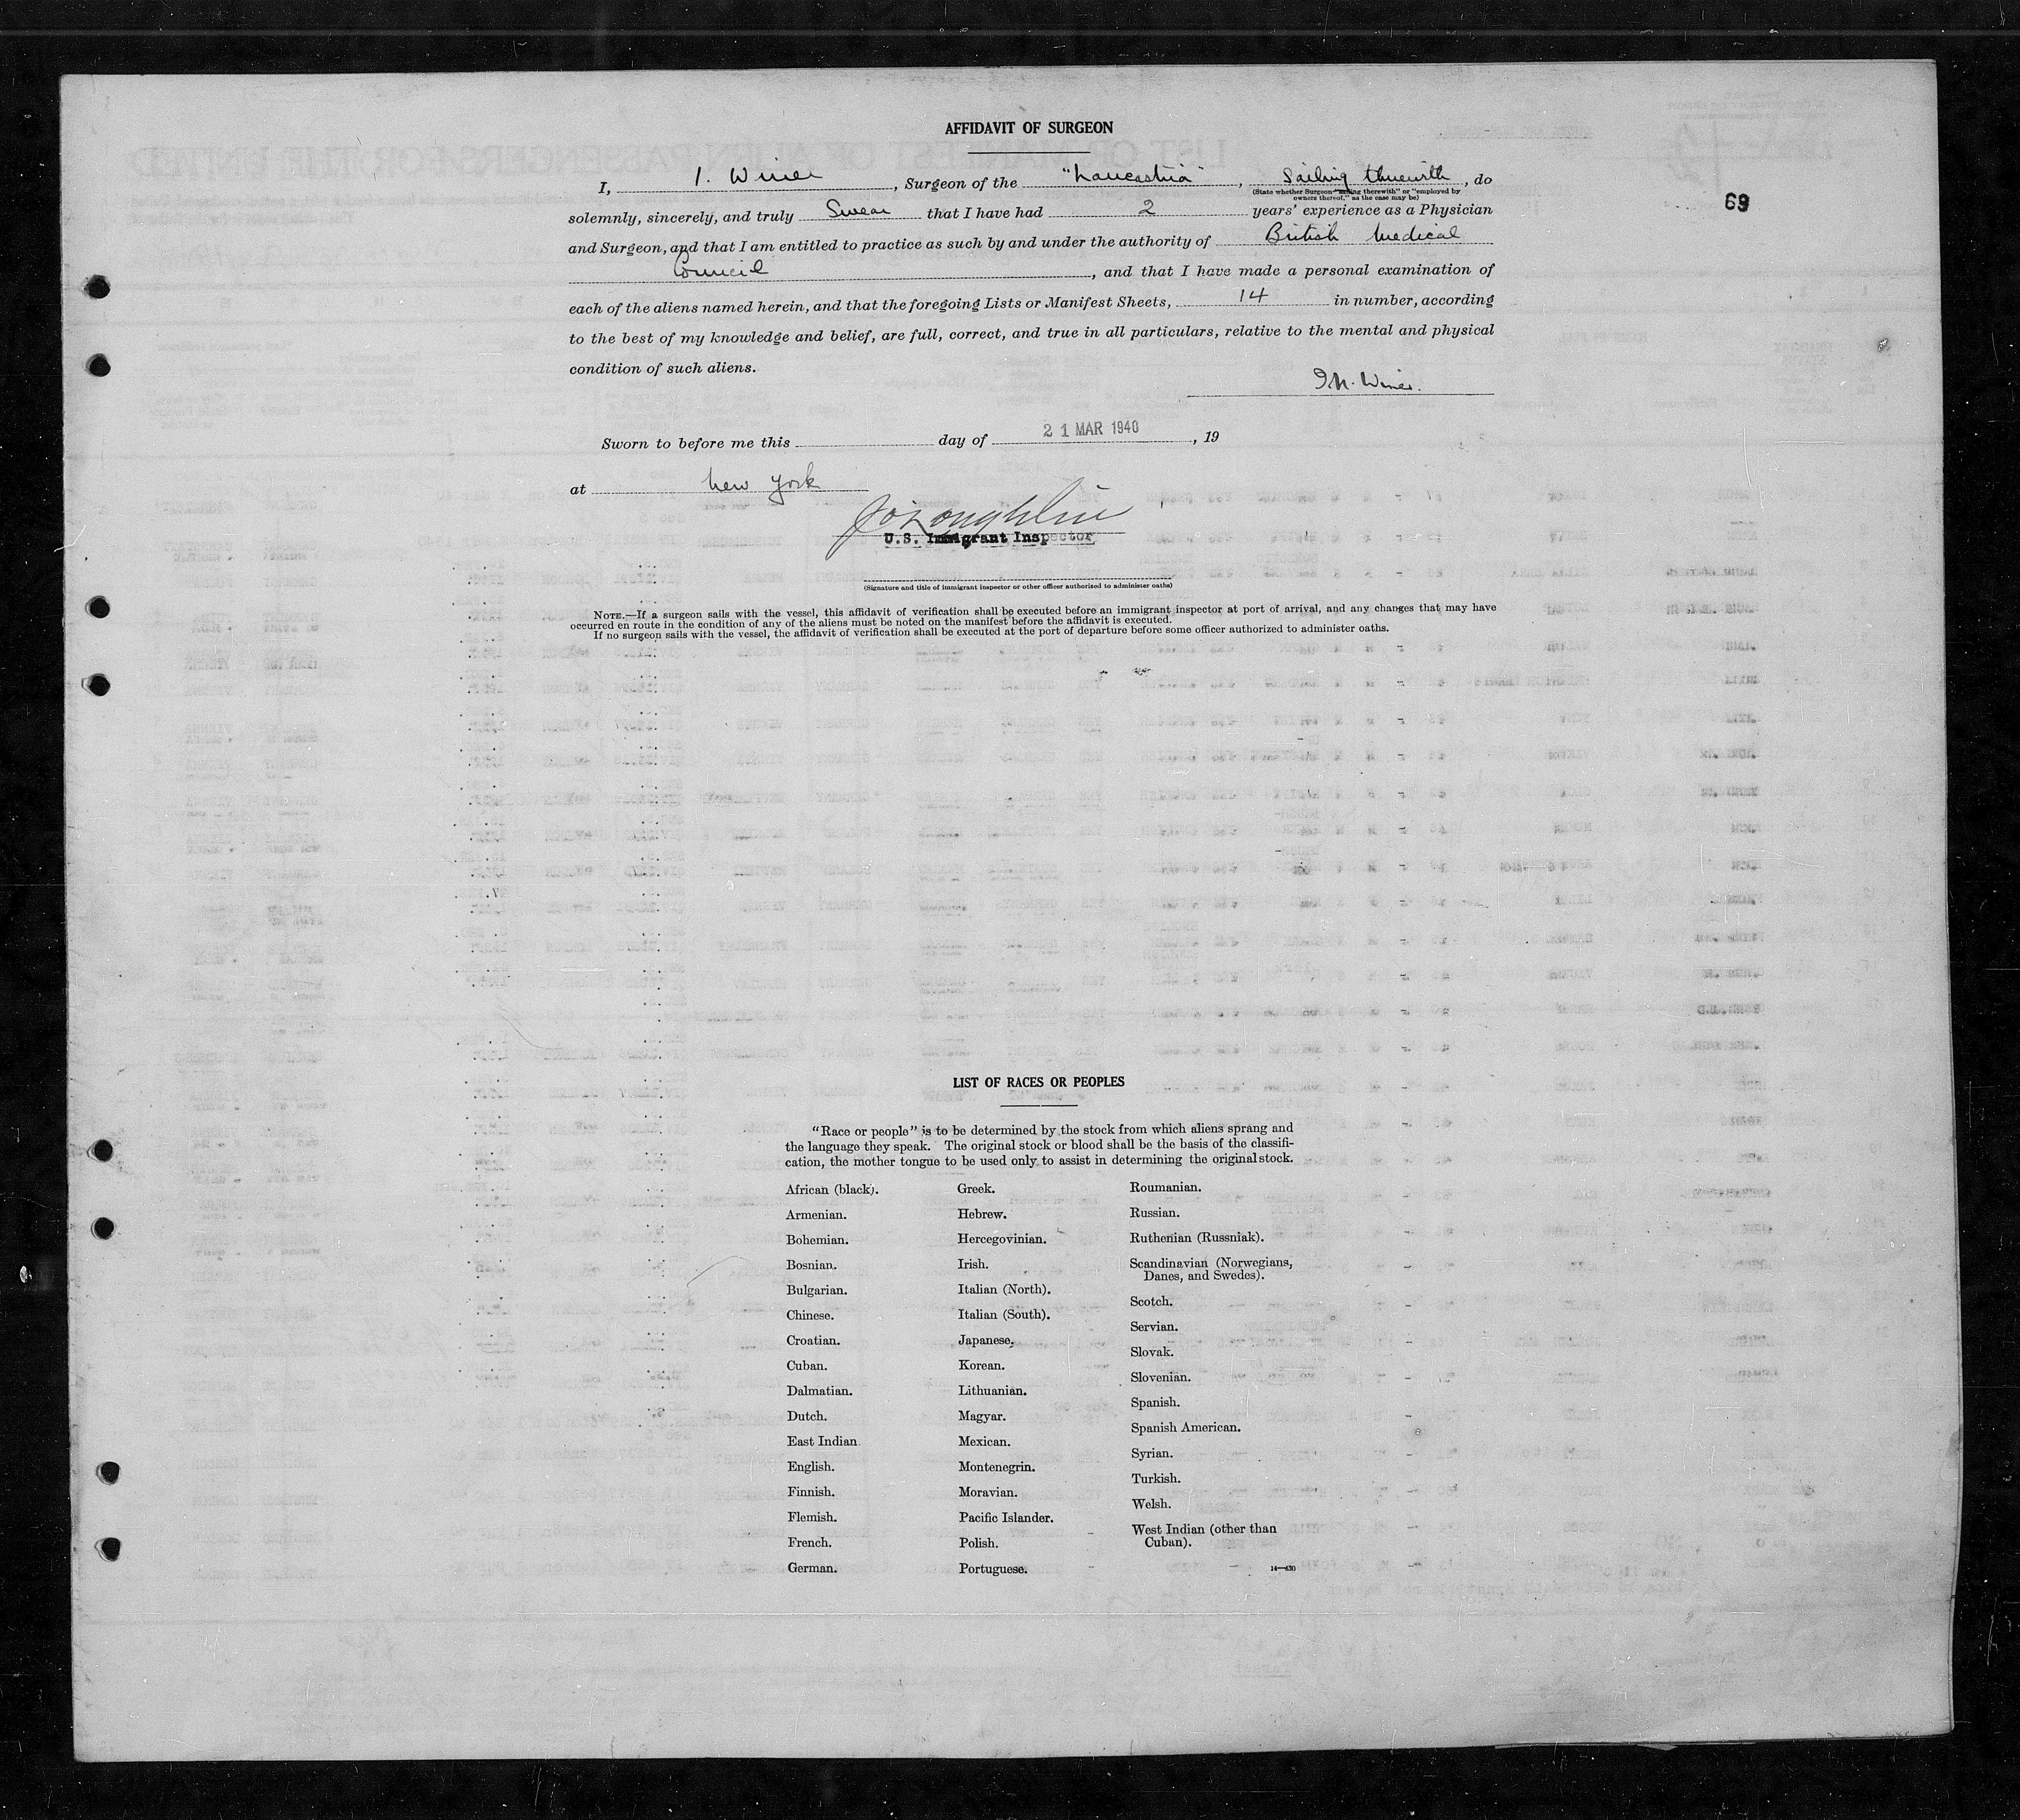 AFFIDAVIT OF SURGEON
I, I. Winer, Surgeon of the "Lancastria", Sailing therewith, do
(State whether Surgeon "sailing therewith" or "employed by
owners thereof," as the case may be)
69
solemnly, sincerely, and truly Swear that I have had 2 years' experience as a Physician
and Surgeon, and that I am entitled to practice as such by and under the authority of British Medical
Council, and that I have made a personal examination of
each of the aliens named herein, and that the foregoing Lists or Manifest Sheets, 14 in number, according
to the best of my knowledge and belief, are full, correct, and true in all particulars, relative to the mental and physical
condition of such aliens.
I.N. Winer.
Sworn to before me this day of 21 MAR 1940, 19
at New York
U.S. Immigrant Inspector
(Signature and title of immigrant inspector or other officer authorized to administer oaths)
NOTE.—If a surgeon sails with the vessel, this affidavit of verification shall be executed before an immigrant inspector at port of arrival, and any changes that may have
occurred en route in the condition of any of the aliens must be noted on the manifest before the affidavit is executed.
If no surgeon sails with the vessel, the affidavit of verification shall be executed at the port of departure before some officer authorized to administer oaths.
LIST OF RACES OR PEOPLES
"Race or people" is to be determined by the stock from which aliens sprang and
the language they speak. The original stock or blood shall be the basis of the classifi-
cation, the mother tongue to be used only to assist in determining the original stock.
African (black).
Armenian.
Bohemian.
Bosnian.
Bulgarian.
Chinese.
Croatian.
Cuban.
Dalmatian.
Dutch.
East Indian
English.
Finnish.
Flemish.
French.
German.
Greek.
Hebrew.
Hercegovinian.
Irish.
Italian (North).
Italian (South).
Japanese.
Korean.
Lithuanian.
Magyar.
Mexican.
Montenegrin.
Moravian.
Pacific Islander.
Polish.
Portuguese.
Roumanian.
Russian.
Ruthenian (Russniak).
Scandinavian (Norwegians,
Danes, and Swedes).
Scotch.
Servian.
Slovak.
Slovenian.
Spanish.
Spanish American.
Syrian.
Turkish.
Welsh.
West Indian (other than
Cuban).
14—430